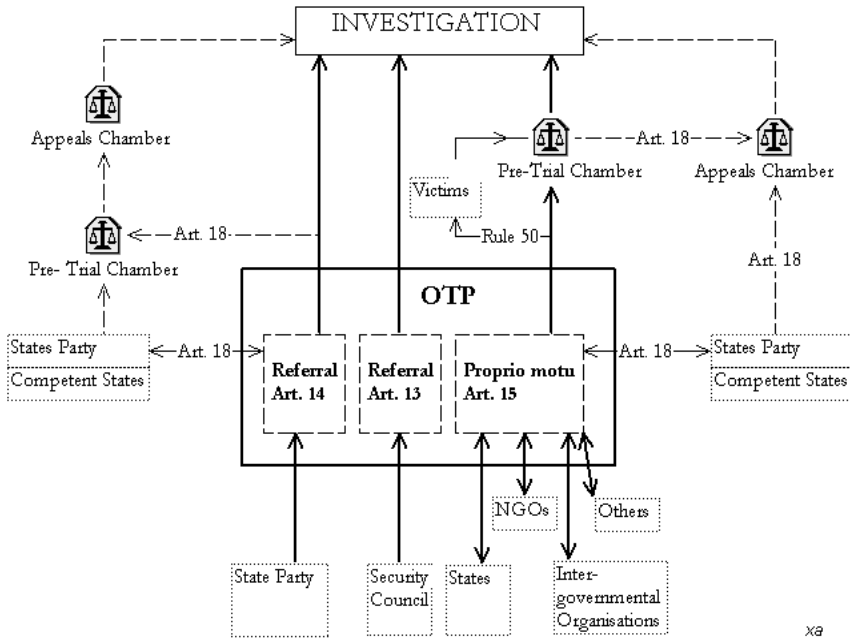 INVESTIGATION
Appeals Chamber
Art. 18
Victims
Pre-Trial Chamber
Appeals Chamber
Art. 18
Rule 50
Pre- Trial Chamber
Art. 18
OTP
States Party
Competent States
Art. 18
Referral
Art. 14
Referral
Art. 13
Proprio motu
Art. 15
Art. 18
States Party
Competent States
NGOs
Others
State Party
Security
Council
States
Inter-
governmental
Organisations
xa